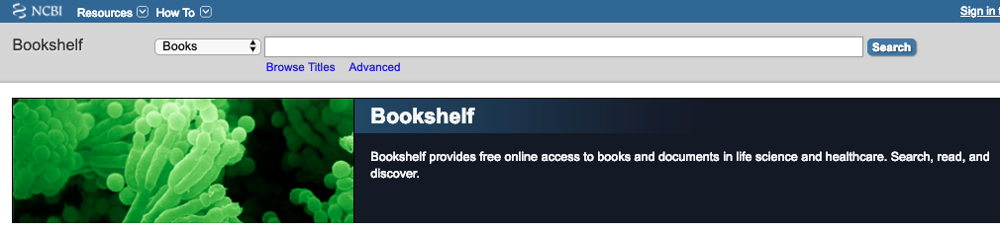 NCBI Resources How To Sign in
Bookshelf Books Search
Browse Titles Advanced
Bookshelf
Bookshelf provides free online access to books and documents in life science and healthcare. Search, read, and
discover.